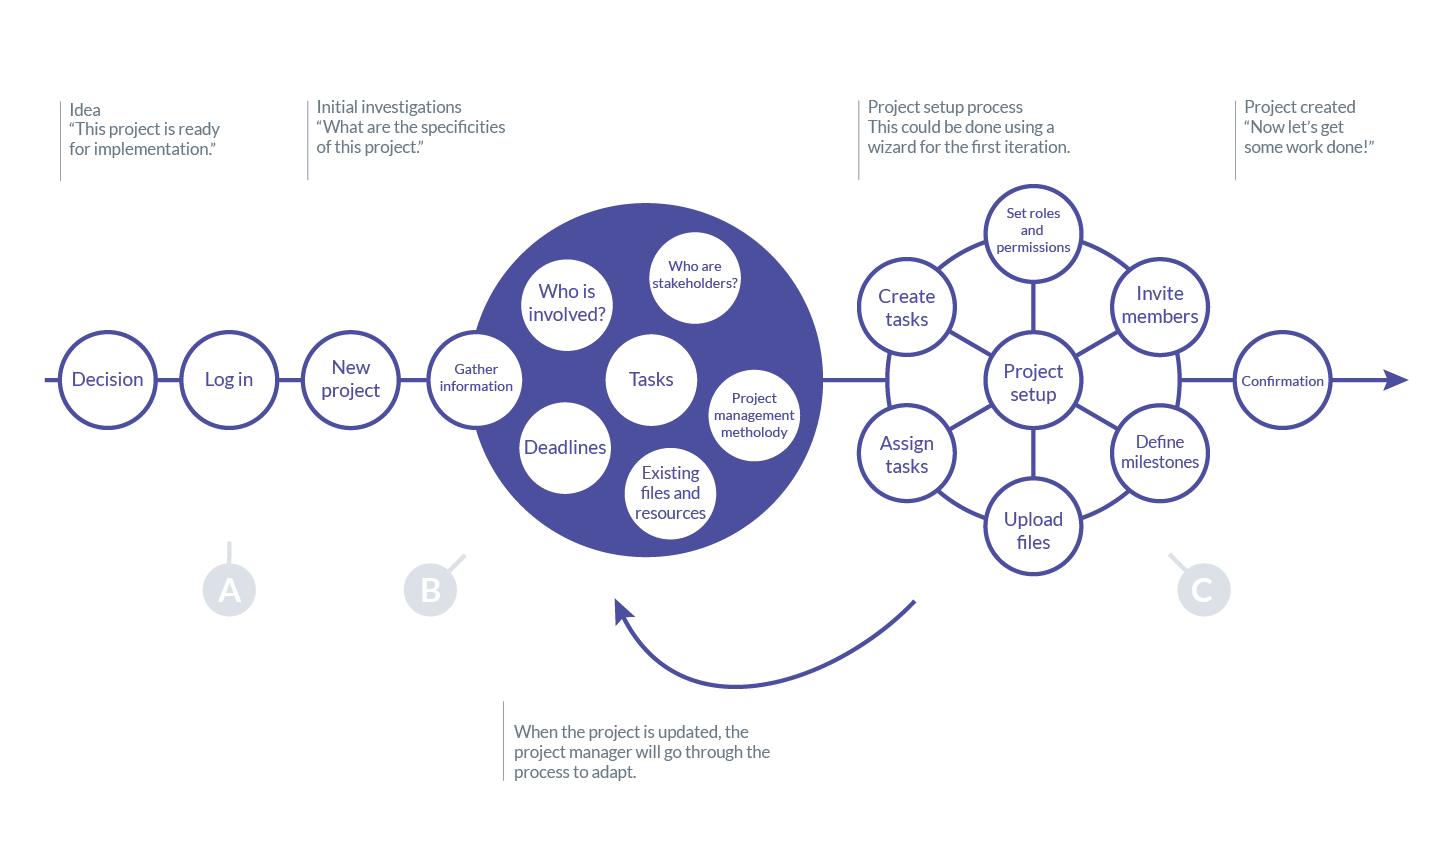 Idea
“This project is ready
for implementation.”
Initial investigations
“What are the specificities
of this project.”
Project setup process
This could be done using a
wizard for the first iteration.
Project created
“Now let’s get
some work done!”
Decision
Log in
New
project
Gather
information
Who is
involved?
Who are
stakeholders?
Tasks
Project
management
metholody
Deadlines
Existing
files and
resources
Set roles
and
permissions
Create
tasks
Invite
members
Project
setup
Assign
tasks
Define
milestones
Upload
files
Confirmation
A
B
C
When the project is updated, the
project manager will go through the
process to adapt.